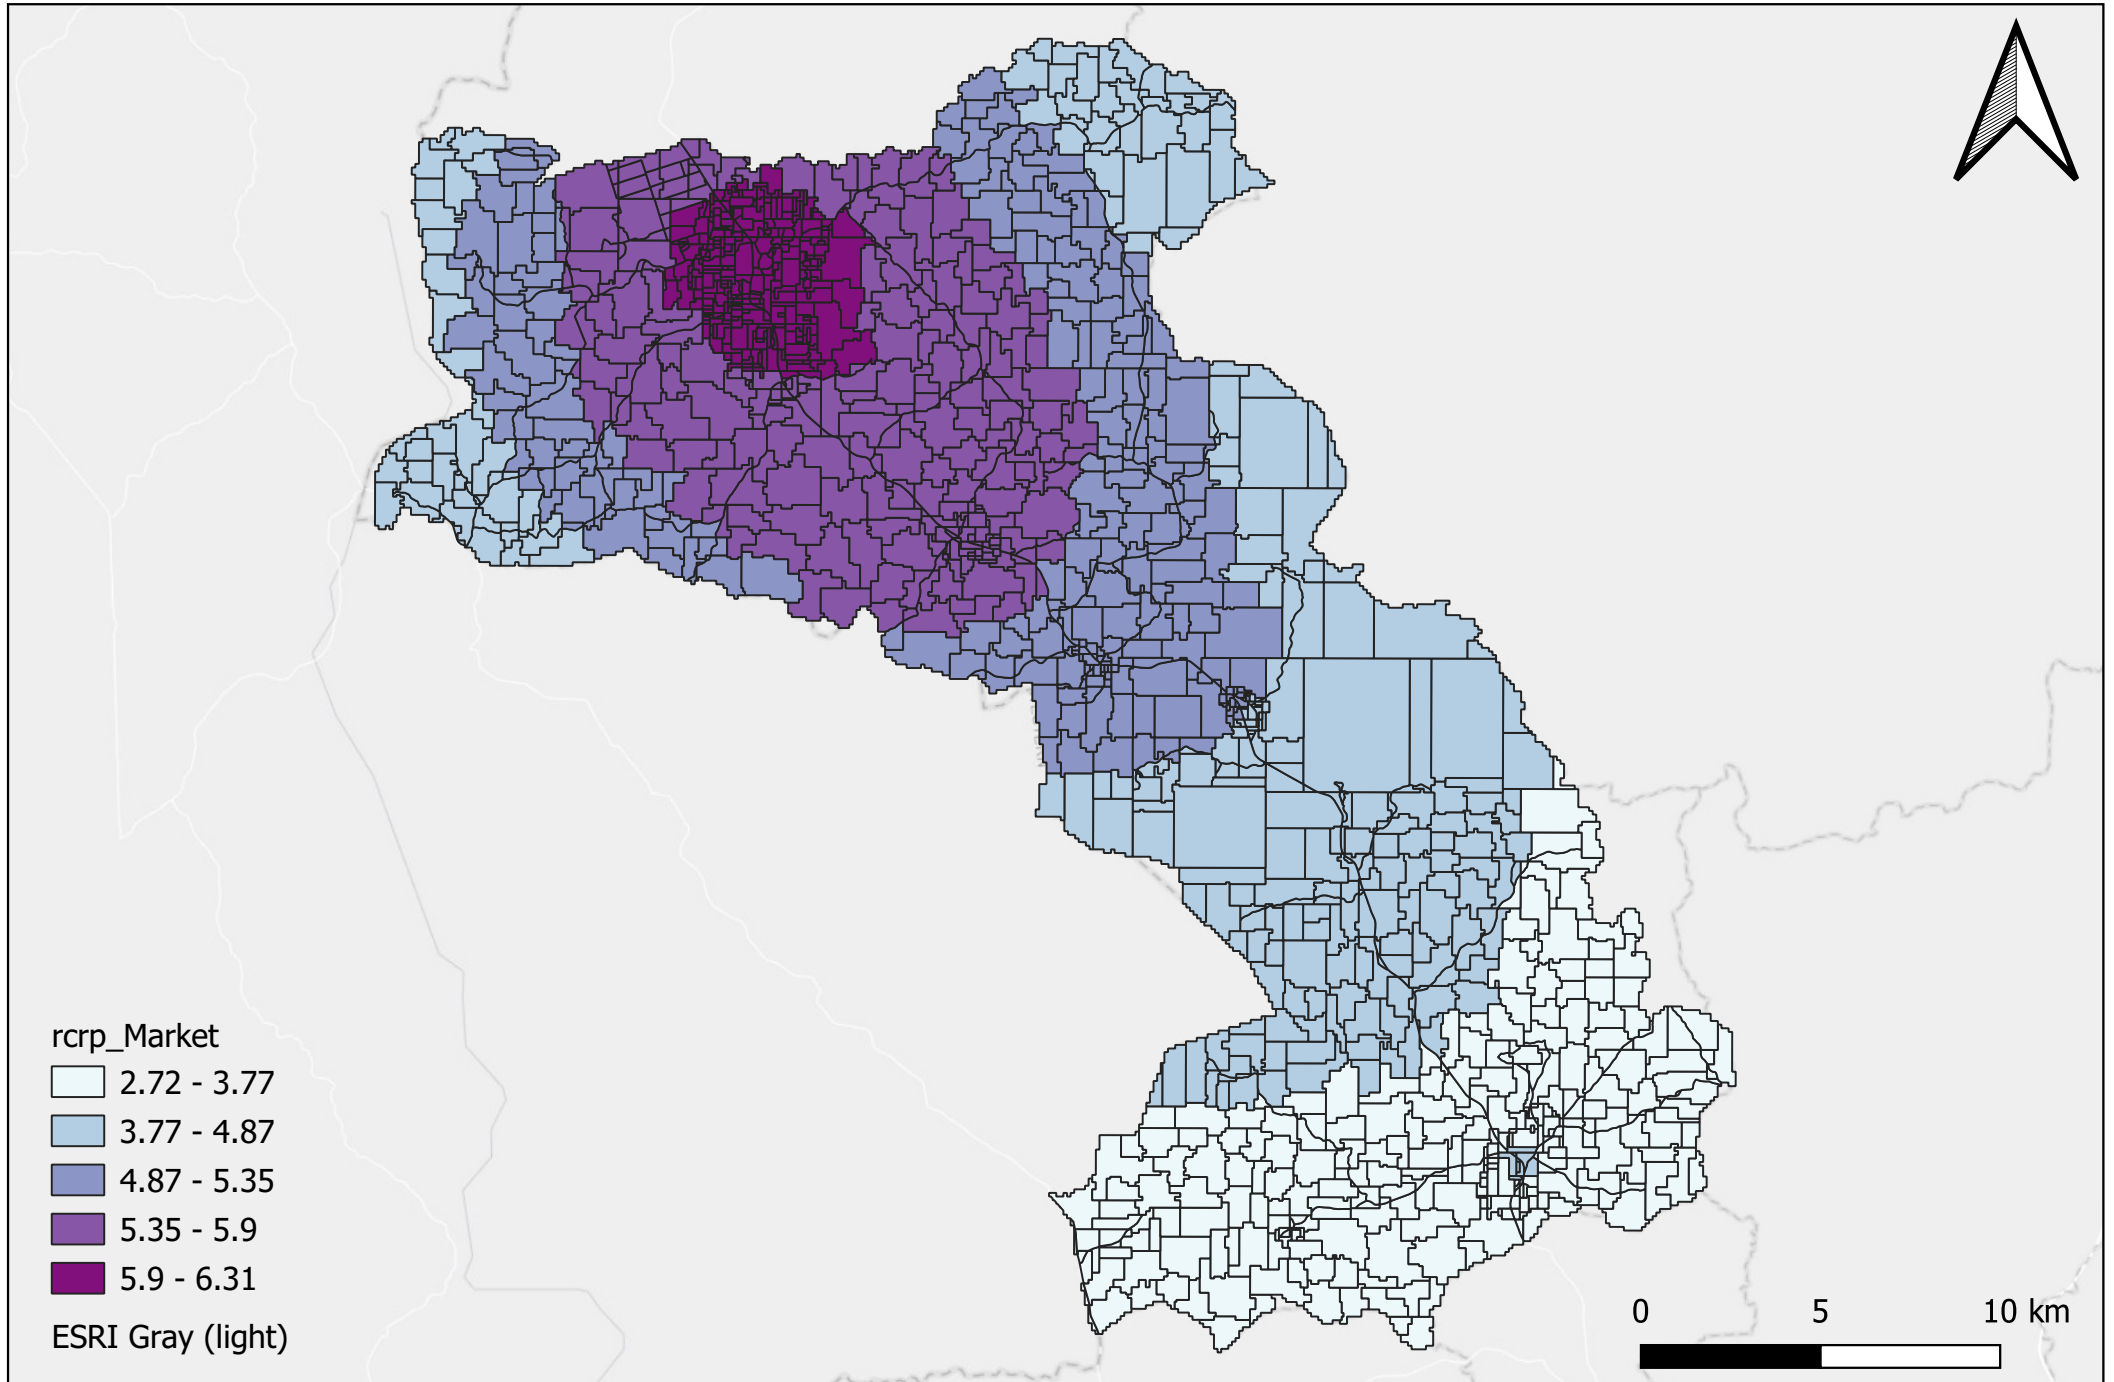 rcrp_Market
2.72 - 3.77
3.77 - 4.87
4.87 - 5.35
5.35 - 5.9
5.9 - 6.31
ESRI Gray (light)
0 5 10 km